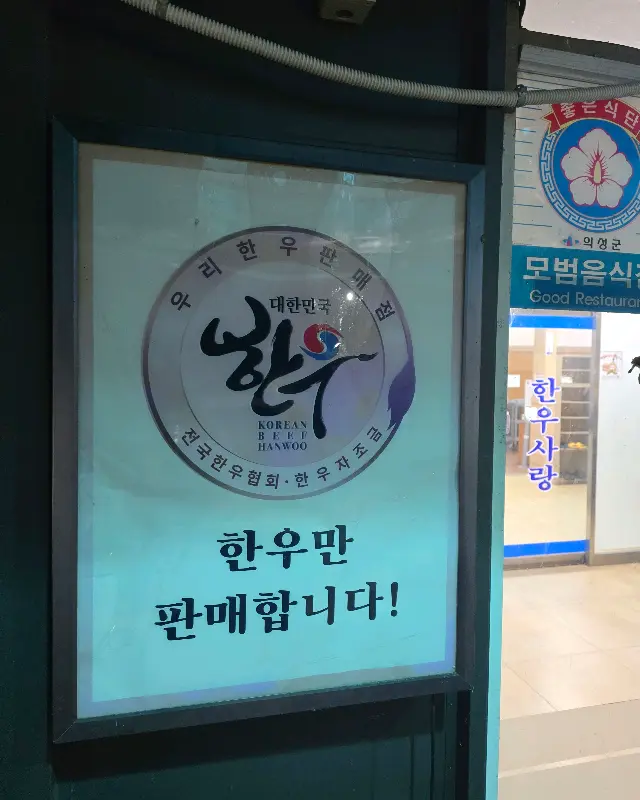 우리한우판매점
대한민국
한우
KOREAN
BEEF
HANWOO
전국한우협회·한우자조금
한우만
판매합니다!
좋은식단
의성군
모범음식점
Good Restaurant
한우사랑